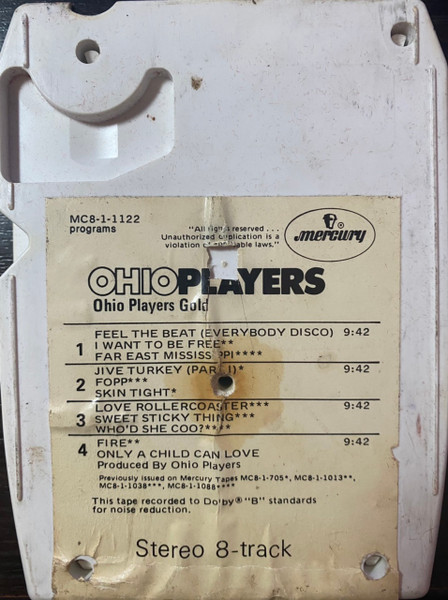 MC8-1-1122
programs
"All rights reserved . . .
Unauthorized duplication is a
violation of applicable laws."
mercury®
OHIO PLAYERS
Ohio Players Gold
1 FEEL THE BEAT (EVERYBODY DISCO) 9:42
I WANT TO BE FREE**
FAR EAST MISSISSIPPI****
2 JIVE TURKEY (PART I)* 9:42
FOPP***
SKIN TIGHT*
3 LOVE ROLLERCOASTER*** 9:42
SWEET STICKY THING***
WHO'D SHE COO?****
4 FIRE** 9:42
ONLY A CHILD CAN LOVE
Produced By Ohio Players
Previously issued on Mercury Tapes MC8-1-705*, MC8-1-1013**,
MC8-1-1038***, MC8-1-1088****
This tape recorded to Dolby® "B" standards
for noise reduction.
Stereo 8-track